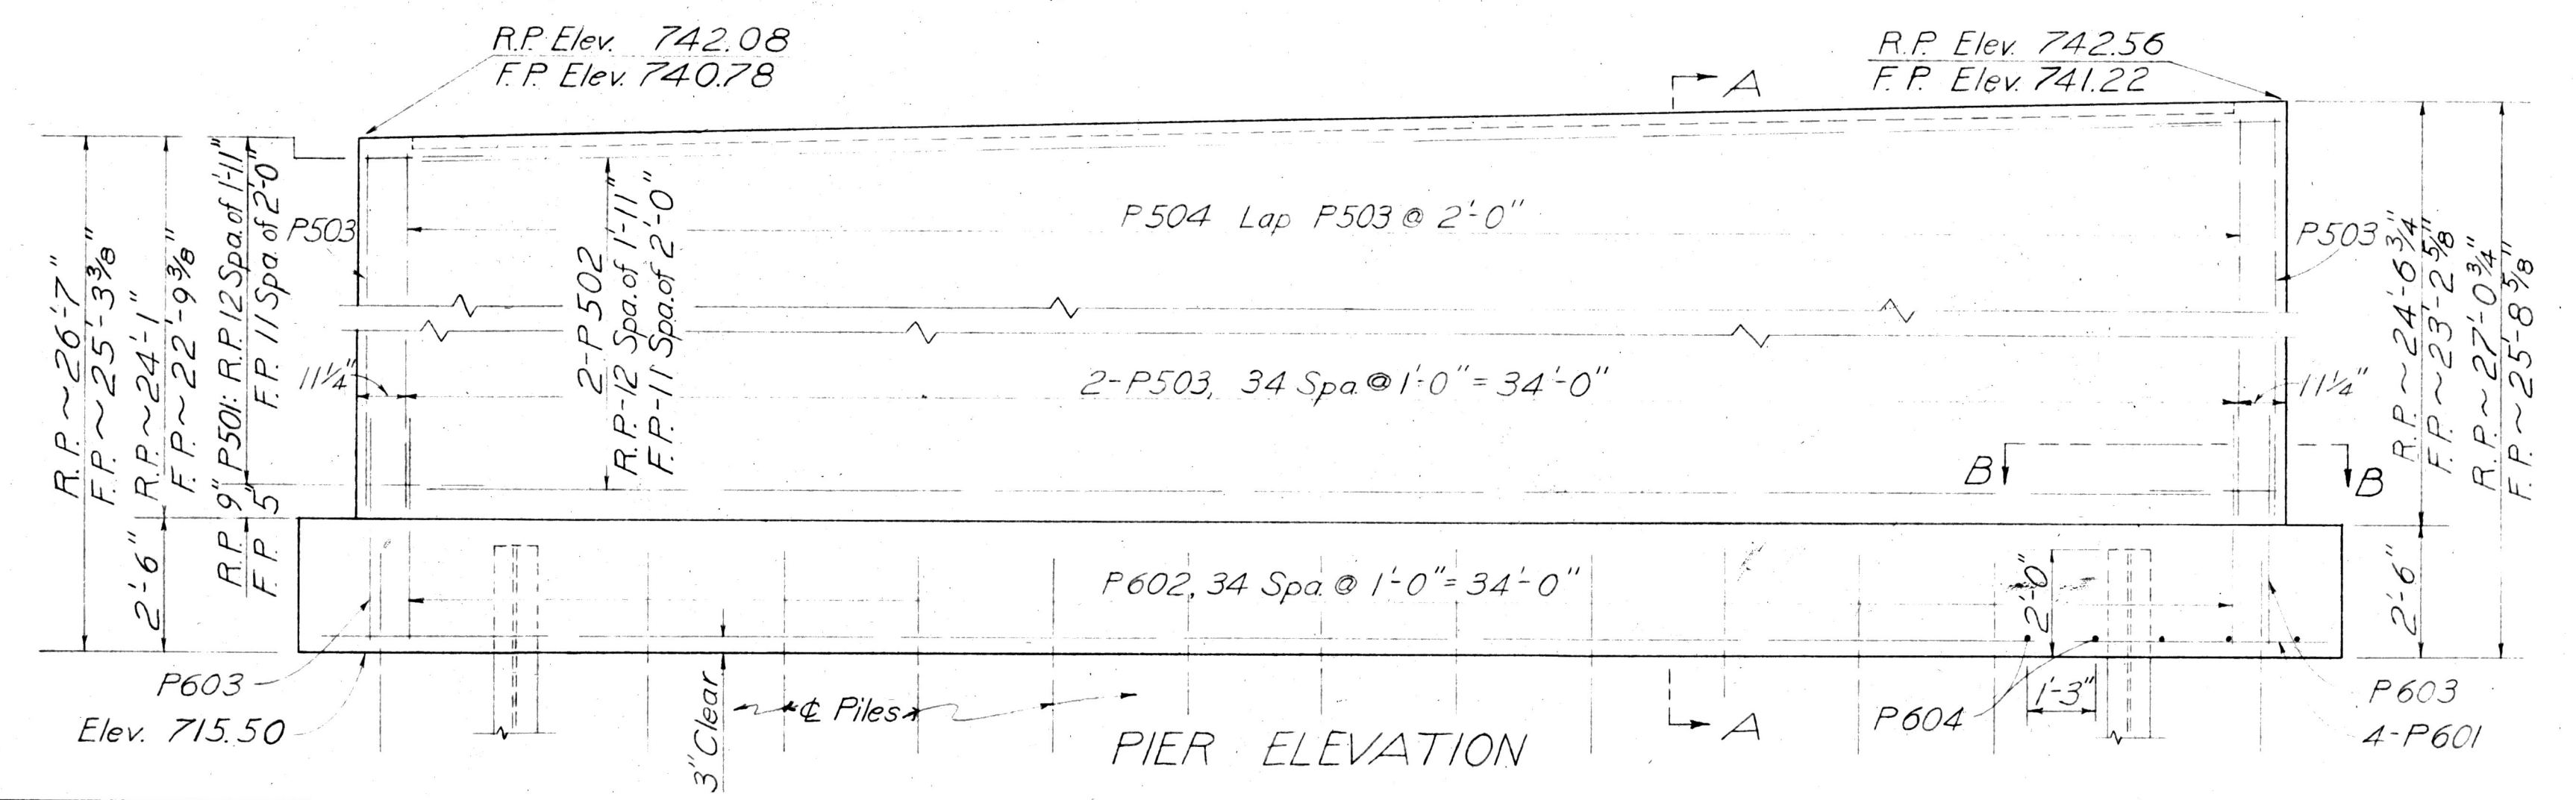 R.P. Elev. 742.08
F.P. Elev. 740.78
R.P. Elev. 742.56
F.P. Elev. 741.22
A
R.P. ~ 26'-7"
F.P. ~ 25'-3 3/8"
R.P. ~ 24'-1"
F.P. ~ 22'-9 3/8"
2'-6"
P501: R.P. 12 Spa. of 1'-11"
F.P. 11 Spa. of 2'-0"
R.P. 9"
F.P. 5"
P503
11 1/4"
2-P502
R.P.-12 Spa. of 1'-11"
F.P.-11 Spa. of 2'-0"
P504 Lap P503 @ 2'-0"
2-P503, 34 Spa. @ 1'-0" = 34'-0"
P503
11 1/4"
R.P. ~ 24'-6 3/4"
F.P. ~ 23'-2 5/8"
R.P. ~ 27'-0 3/4"
F.P. ~ 25'-8 5/8"
B
B
P602, 34 Spa. @ 1'-0" = 34'-0"
2'-0"
2'-6"
P603
Elev. 715.50
3" Clear
℄ Piles
PIER ELEVATION
A
P604
1'-3"
P603
4-P601